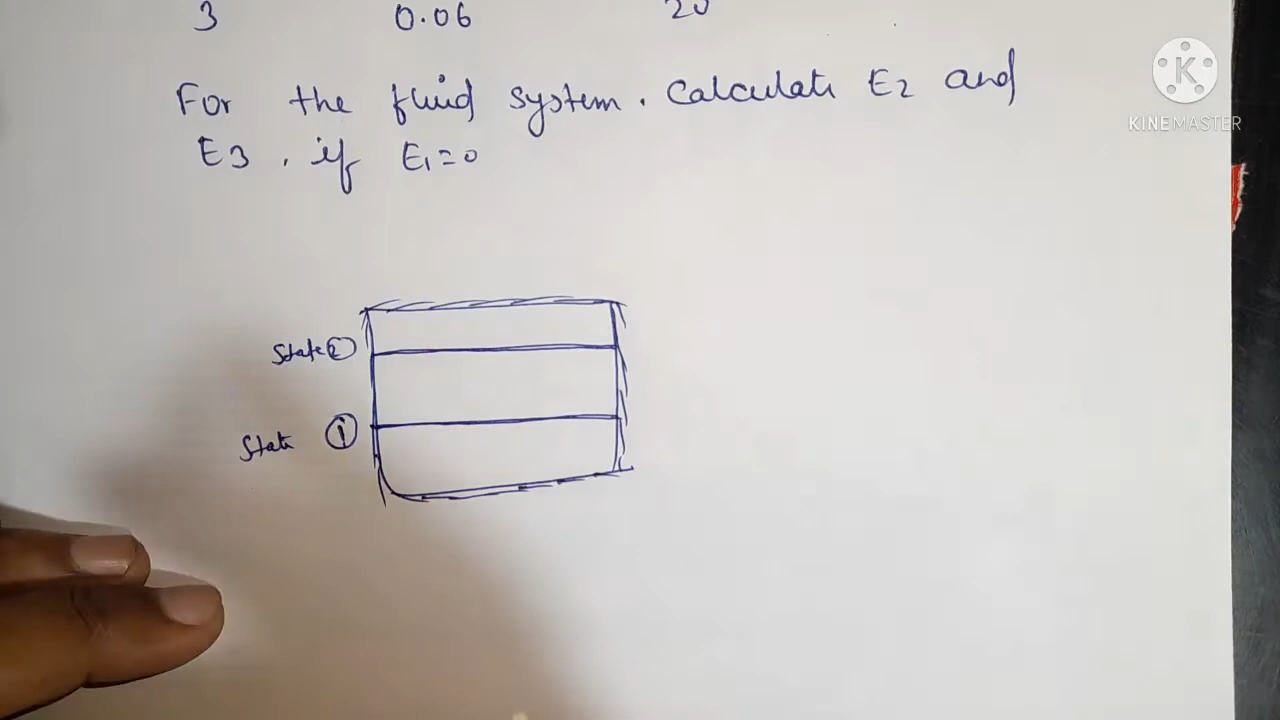 3 0.06 20
For the fluid system. Calculate E2 and
E3, if E1=0
K
KINEMASTER
State 2
State 1